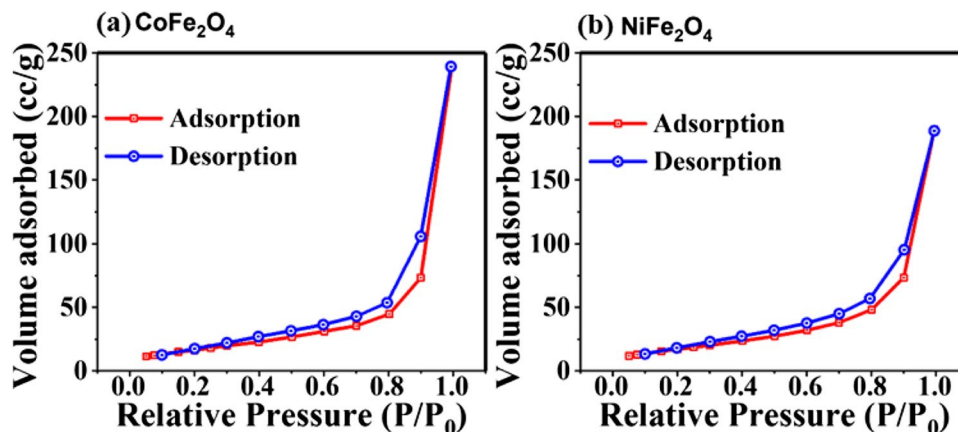 (a) CoFe₂O₄
250
200
150
100
50
0
Volume adsorbed (cc/g)
Adsorption
Desorption
0.0 0.2 0.4 0.6 0.8 1.0
Relative Pressure (P/P₀)
(b) NiFe₂O₄
250
200
150
100
50
0
Volume adsorbed (cc/g)
Adsorption
Desorption
0.0 0.2 0.4 0.6 0.8 1.0
Relative Pressure (P/P₀)